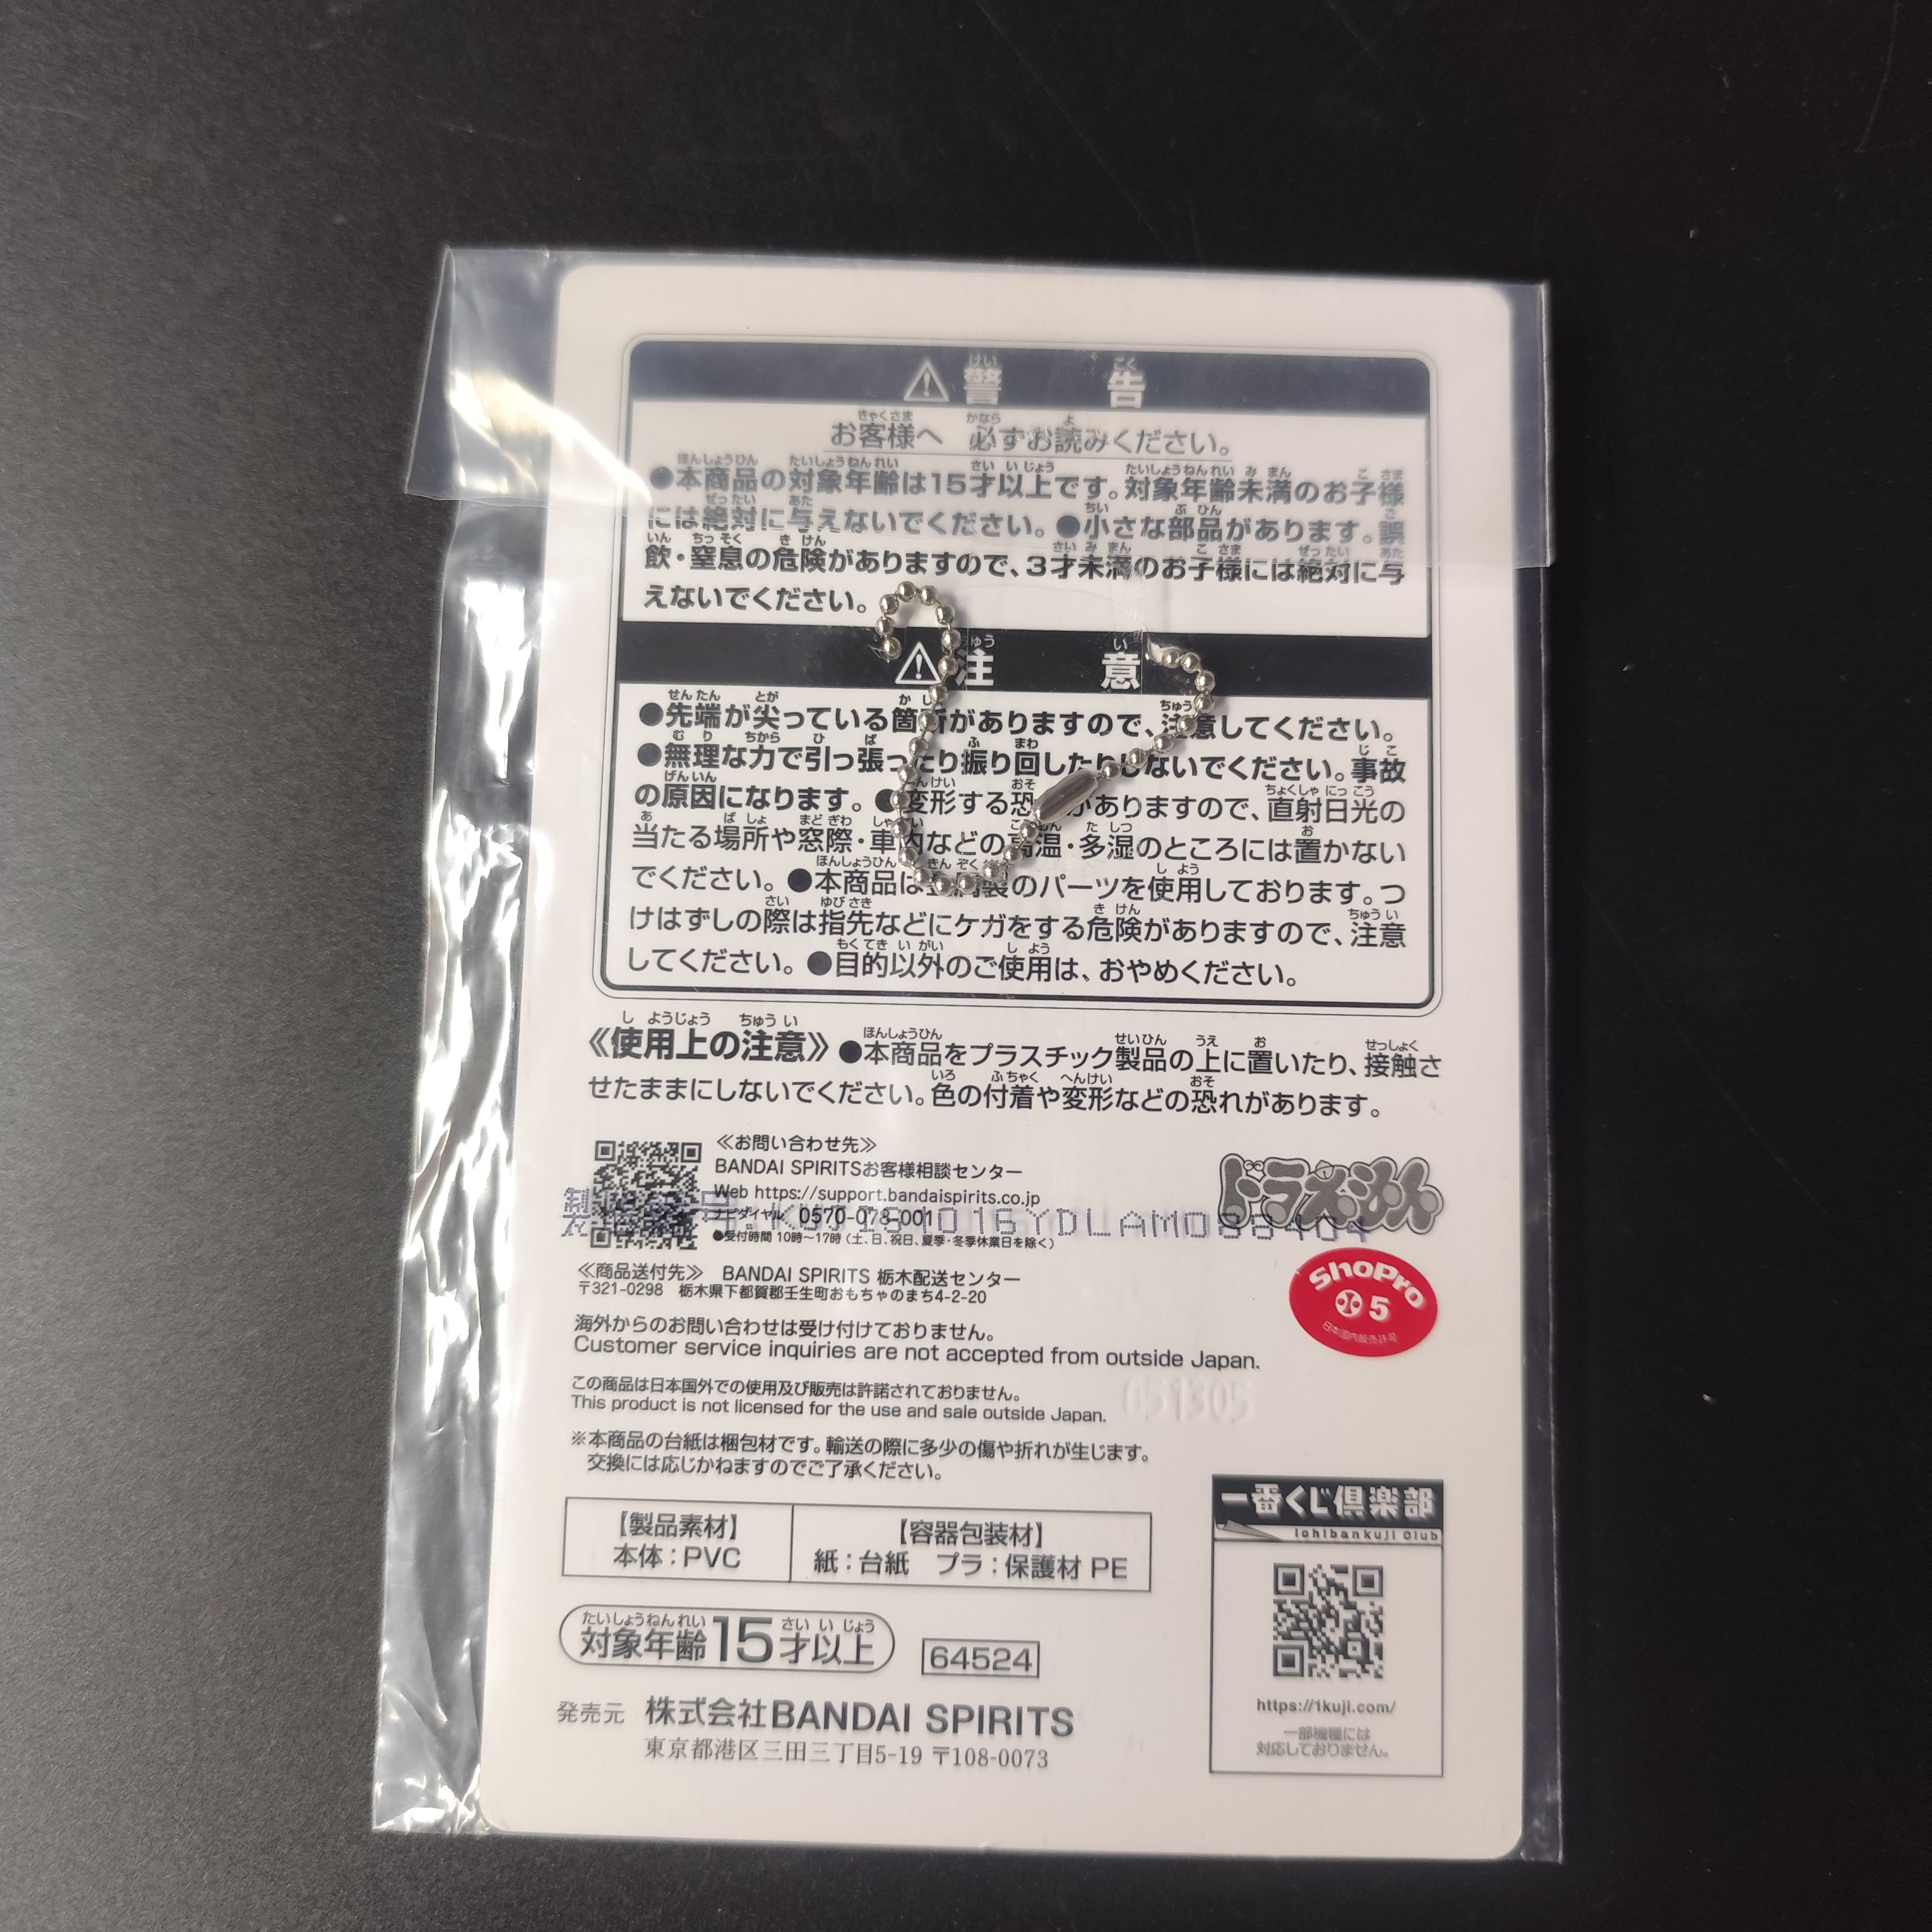 ⚠ 警告
お客様へ 必ずお読みください。
●本商品の対象年齢は15才以上です。対象年齢未満のお子様
には絶対に与えないでください。●小さな部品があります。誤
飲・窒息の危険がありますので、3才未満のお子様には絶対に与
えないでください。
⚠ 注意
●先端が尖っている箇所がありますので、注意してください。
●無理な力で引っ張ったり振り回したりしないでください。事故
の原因になります。●変形する恐れがありますので、直射日光の
当たる場所や窓際・車内などの高温・多湿のところには置かない
でください。●本商品は金属製のパーツを使用しております。つ
けはずしの際は指先などにケガをする危険がありますので、注意
してください。●目的以外のご使用は、おやめください。
《使用上の注意》●本商品をプラスチック製品の上に置いたり、接触さ
せたままにしないでください。色の付着や変形などの恐れがあります。
≪お問い合わせ先≫
BANDAI SPIRITSお客様相談センター
Web https://support.bandaispirits.co.jp
ナビダイヤル 0570-078-001
●受付時間 10時〜17時（土、日、祝日、夏季・冬季休業日を除く）
ドラえもん
≪商品送付先≫ BANDAI SPIRITS 栃木配送センター
〒321-0298 栃木県下都賀郡壬生町おもちゃのまち4-2-20
ShoPro
5
日本国内販売許可
海外からのお問い合わせは受け付けておりません。
Customer service inquiries are not accepted from outside Japan.
この商品は日本国外での使用及び販売は許諾されておりません。
This product is not licensed for the use and sale outside Japan.
051305
※本商品の台紙は梱包材です。輸送の際に多少の傷や折れが生じます。
交換には応じかねますのでご了承ください。
【製品素材】
本体：PVC
【容器包装材】
紙：台紙 プラ：保護材 PE
対象年齢15才以上
64524
発売元 株式会社BANDAI SPIRITS
東京都港区三田三丁目5-19 〒108-0073
一番くじ倶楽部
Ichibankuji Club
https://1kuji.com/
一部機種には
対応しておりません。